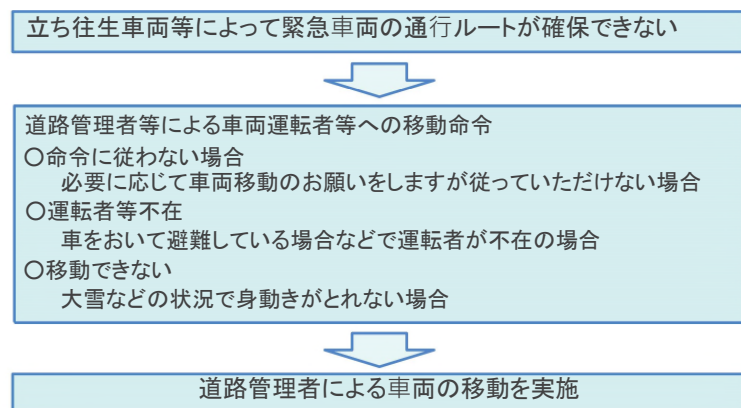 立ち往生車両等によって緊急車両の通行ルートが確保できない
道路管理者等による車両運転者等への移動命令
○命令に従わない場合
必要に応じて車両移動のお願いをしますが従っていただけない場合
○運転者等不在
車をおいて避難している場合などで運転者が不在の場合
○移動できない
大雪などの状況で身動きがとれない場合
道路管理者による車両の移動を実施